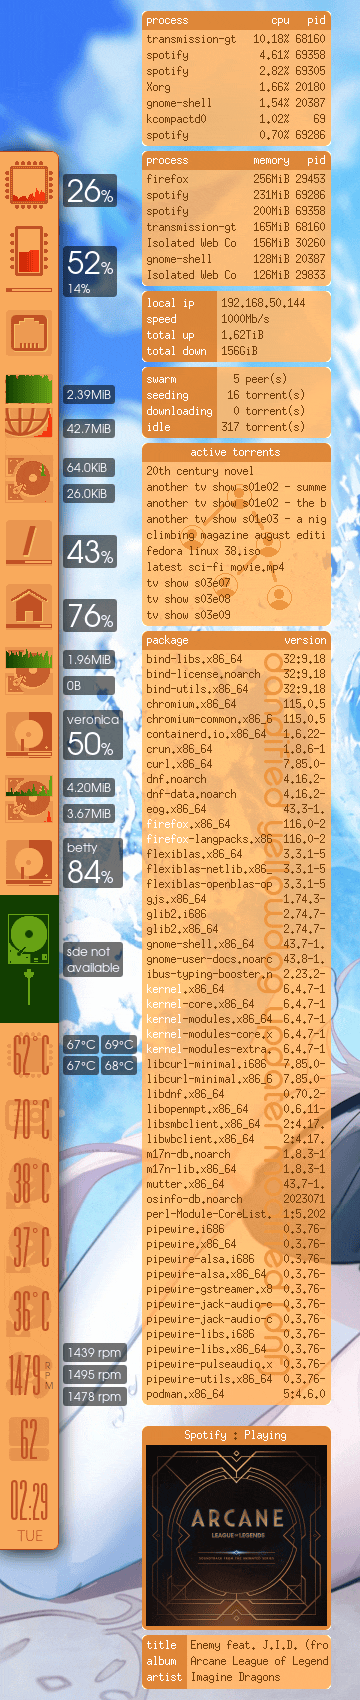 process cpu pid
transmission-gt 10.18% 68160
spotify 4.61% 69358
spotify 2.82% 69305
Xorg 1.66% 20180
gnome-shell 1.54% 20387
kcompactd0 1.02% 69
spotify 0.70% 69286
process memory pid
firefox 256MiB 29453
spotify 231MiB 69286
spotify 200MiB 69358
transmission-gt 165MiB 68160
Isolated Web Co 156MiB 30260
gnome-shell 128MiB 20387
Isolated Web Co 126MiB 29833
local ip 192.168.50.144
speed 1000Mb/s
total up 1.62TiB
total down 156GiB
swarm 5 peer(s)
seeding 16 torrent(s)
downloading 0 torrent(s)
idle 317 torrent(s)
active torrents
20th century novel
another tv show s01e02 - summe
another tv show s01e02 - the b
another tv show s01e03 - a nig
climbing magazine august editi
fedora linux 38.iso
latest sci-fi movie.mp4
tv show s03e07
tv show s03e08
tv show s03e09
package version
bind-libs.x86_64 32:9.18
bind-license.noarch 32:9.18
bind-utils.x86_64 32:9.18
chromium.x86_64 115.0.5
chromium-common.x86_6 115.0.5
containerd.io.x86_64 1.6.22-
crun.x86_64 1.8.6-1
curl.x86_64 7.85.0-
dnf.noarch 4.16.2-
dnf-data.noarch 4.16.2-
eog.x86_64 43.3-1.
firefox.x86_64 116.0-2
firefox-langpacks.x86 116.0-2
flexiblas.x86_64 3.3.1-5
flexiblas-netlib.x86_ 3.3.1-5
flexiblas-openblas-op 3.3.1-5
gjs.x86_64 1.74.3-
glib2.i686 2.74.7-
glib2.x86_64 2.74.7-
gnome-shell.x86_64 43.7-1.
gnome-user-docs.noarc 43.8-1.
ibus-typing-booster.n 2.23.2-
kernel.x86_64 6.4.7-1
kernel-core.x86_64 6.4.7-1
kernel-modules.x86_64 6.4.7-1
kernel-modules-core.x 6.4.7-1
kernel-modules-extra. 6.4.7-1
libcurl-minimal.i686 7.85.0-
libcurl-minimal.x86_6 7.85.0-
libdnf.x86_64 0.70.2-
libopenmpt.x86_64 0.6.11-
libsmbclient.x86_64 2:4.17.
libwbclient.x86_64 2:4.17.
m17n-db.noarch 1.8.3-1
m17n-lib.x86_64 1.8.3-1
mutter.x86_64 43.7-1.
osinfo-db.noarch 2023071
perl-Module-CoreList. 1:5.202
pipewire.i686 0.3.76-
pipewire.x86_64 0.3.76-
pipewire-alsa.i686 0.3.76-
pipewire-alsa.x86_64 0.3.76-
pipewire-gstreamer.x8 0.3.76-
pipewire-jack-audio-c 0.3.76-
pipewire-jack-audio-c 0.3.76-
pipewire-libs.i686 0.3.76-
pipewire-libs.x86_64 0.3.76-
pipewire-pulseaudio.x 0.3.76-
pipewire-utils.x86_64 0.3.76-
podman.x86_64 5:4.6.0
Spotify : Playing
ARCANE
LEAGUE OF LEGENDS
SOUNDTRACK FROM THE ANIMATED SERIES
title Enemy feat. J.I.D. (fro
album Arcane League of Legend
artist Imagine Dragons
26%
52%
14%
2.39MIB
42.7MIB
64.0KIB
26.0KIB
43%
76%
1.96MIB
0B
veronica
50%
4.20MIB
3.67MIB
betty
84%
sde not
available
62°C
67°C 69°C
67°C 68°C
70°C
38°C
37°C
36°C
1479 RPM
1439 rpm
1495 rpm
1478 rpm
62
02:29
TUE